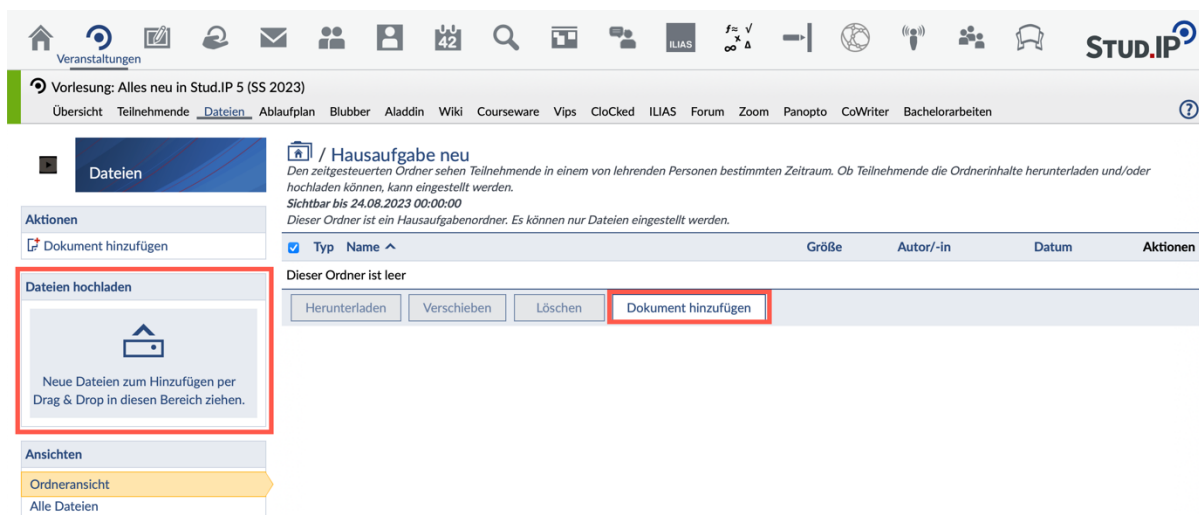 42
ILIAS
Veranstaltungen
STUD.IP
Vorlesung: Alles neu in Stud.IP 5 (SS 2023)
Übersicht Teilnehmende Dateien Ablaufplan Blubber Aladdin Wiki Courseware Vips CloCked ILIAS Forum Zoom Panopto CoWriter Bachelorarbeiten
Dateien
/ Hausaufgabe neu
Den zeitgesteuerten Ordner sehen Teilnehmende in einem von lehrenden Personen bestimmten Zeitraum. Ob Teilnehmende die Ordnerinhalte herunterladen und/oder
hochladen können, kann eingestellt werden.
Sichtbar bis 24.08.2023 00:00:00
Dieser Ordner ist ein Hausaufgabenordner. Es können nur Dateien eingestellt werden.
Aktionen
Dokument hinzufügen
Typ Name Größe Autor/-in Datum Aktionen
Dieser Ordner ist leer
Herunterladen Verschieben Löschen Dokument hinzufügen
Dateien hochladen
Neue Dateien zum Hinzufügen per
Drag & Drop in diesen Bereich ziehen.
Ansichten
Ordneransicht
Alle Dateien